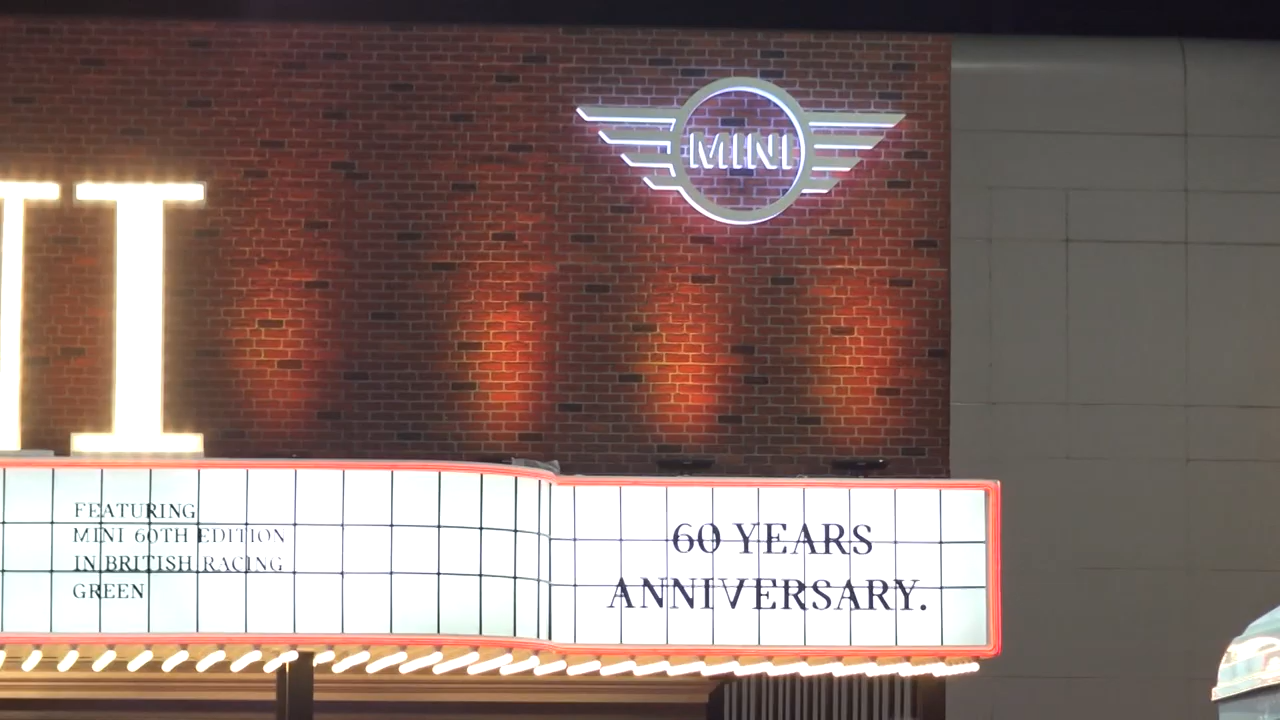 MINI
FEATURING
MINI 60TH EDITION
IN BRITISH RACING
GREEN
60 YEARS
ANNIVERSARY.